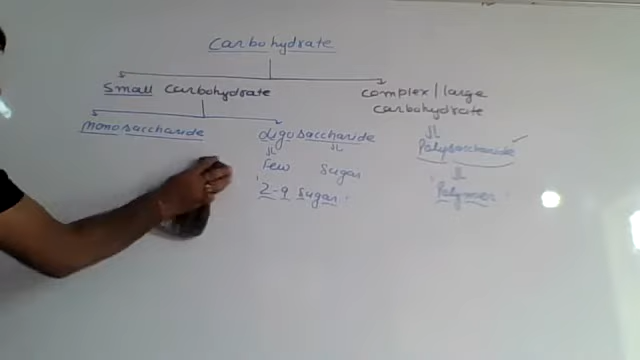 Carbohydrate
Small Carbohydrate
complex/large
carbohydrate
monosaccharide
oligosaccharide
Polysaccharide
Few Sugar
2-9 Sugar
Polymer